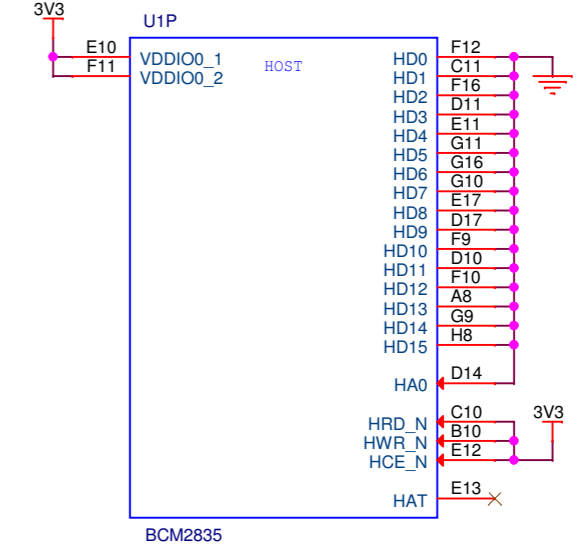 3V3
U1P
E10 VDDIO0_1 HOST HD0 F12
F11 VDDIO0_2 HD1 C11
HD2 F16
HD3 D11
HD4 E11
HD5 G11
HD6 G16
HD7 G10
HD8 E17
HD9 D17
HD10 F9
HD11 D10
HD12 F10
HD13 A8
HD14 G9
HD15 H8
HA0 D14
HRD_N C10 3V3
HWR_N B10
HCE_N E12
HAT E13
BCM2835